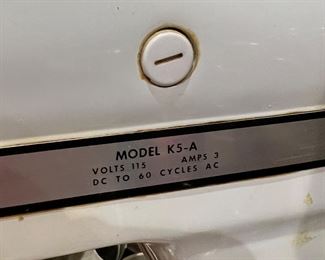 MODEL K5-A
VOLTS 115 AMPS 3
DC TO 60 CYCLES AC